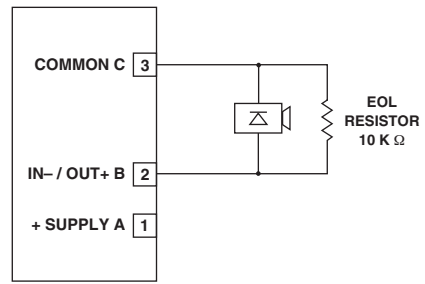 COMMON C 3
EOL
RESISTOR
10 K Ω
IN– / OUT+ B 2
+ SUPPLY A 1